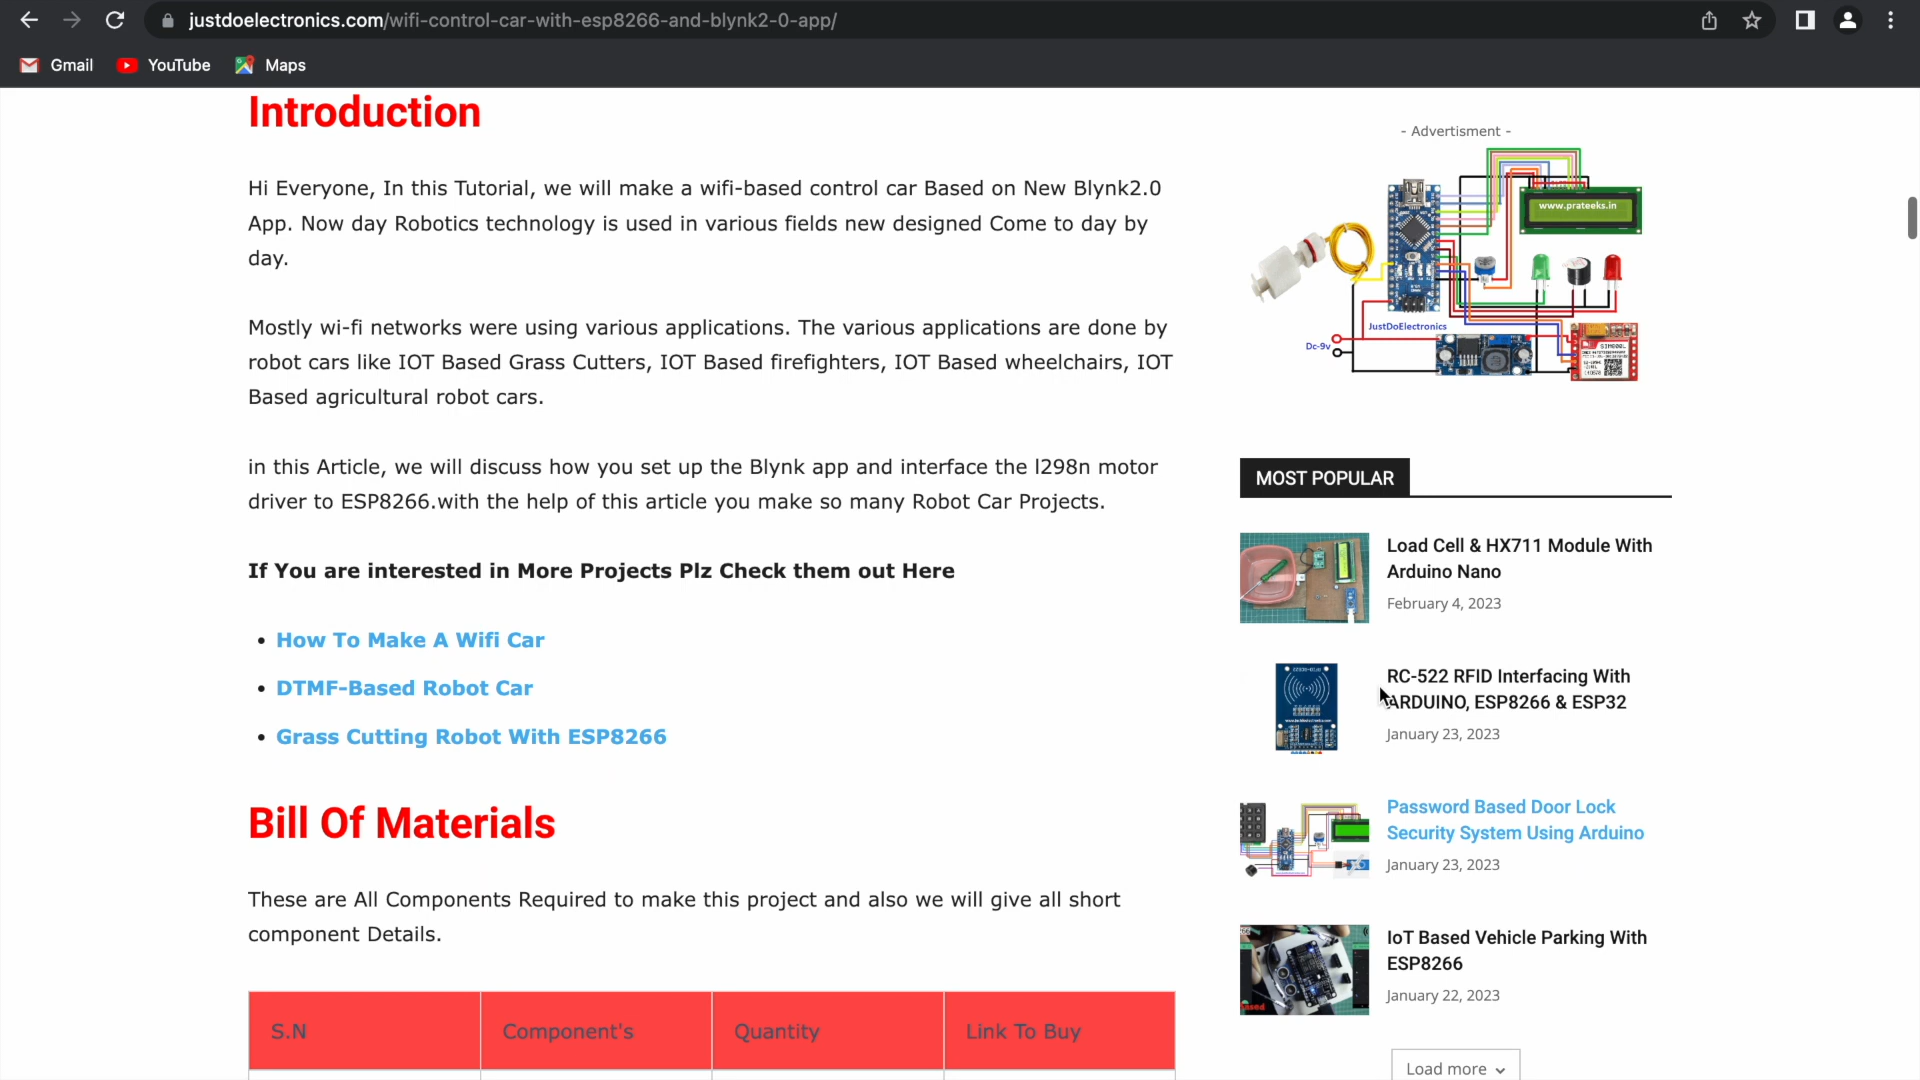 justdoelectronics.com/wifi-control-car-with-esp8266-and-blynk2-0-app/
Gmail
YouTube
Maps
Introduction
Hi Everyone, In this Tutorial, we will make a wifi-based control car Based on New Blynk2.0
App. Now day Robotics technology is used in various fields new designed Come to day by
day.
Mostly wi-fi networks were using various applications. The various applications are done by
robot cars like IOT Based Grass Cutters, IOT Based firefighters, IOT Based wheelchairs, IOT
Based agricultural robot cars.
in this Article, we will discuss how you set up the Blynk app and interface the l298n motor
driver to ESP8266.with the help of this article you make so many Robot Car Projects.
If You are interested in More Projects Plz Check them out Here
• How To Make A Wifi Car
• DTMF-Based Robot Car
• Grass Cutting Robot With ESP8266
Bill Of Materials
These are All Components Required to make this project and also we will give all short
component Details.
S.N
Component's
Quantity
Link To Buy
- Advertisment -
www.prateeks.in
JustDoElectronics
Dc-9v
SIM800L
MOST POPULAR
Load Cell & HX711 Module With
Arduino Nano
February 4, 2023
RC-522 RFID Interfacing With
ARDUINO, ESP8266 & ESP32
January 23, 2023
Password Based Door Lock
Security System Using Arduino
January 23, 2023
IoT Based Vehicle Parking With
ESP8266
January 22, 2023
Load more